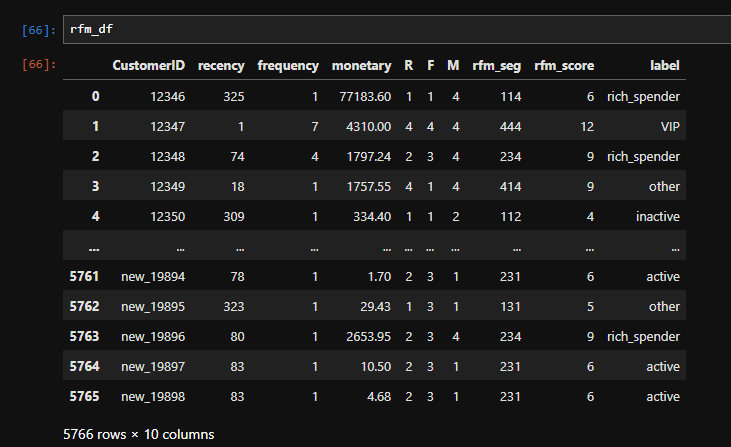 [66]: rfm_df
[66]: CustomerID recency frequency monetary R F M rfm_seg rfm_score label
0 12346 325 1 77183.60 1 1 4 114 6 rich_spender
1 12347 1 7 4310.00 4 4 4 444 12 VIP
2 12348 74 4 1797.24 2 3 4 234 9 rich_spender
3 12349 18 1 1757.55 4 1 4 414 9 other
4 12350 309 1 334.40 1 1 2 112 4 inactive
... ... ... ... ... ... ... ... ... ... ...
5761 new_19894 78 1 1.70 2 3 1 231 6 active
5762 new_19895 323 1 29.43 1 3 1 131 5 other
5763 new_19896 80 1 2653.95 2 3 4 234 9 rich_spender
5764 new_19897 83 1 10.50 2 3 1 231 6 active
5765 new_19898 83 1 4.68 2 3 1 231 6 active
5766 rows × 10 columns